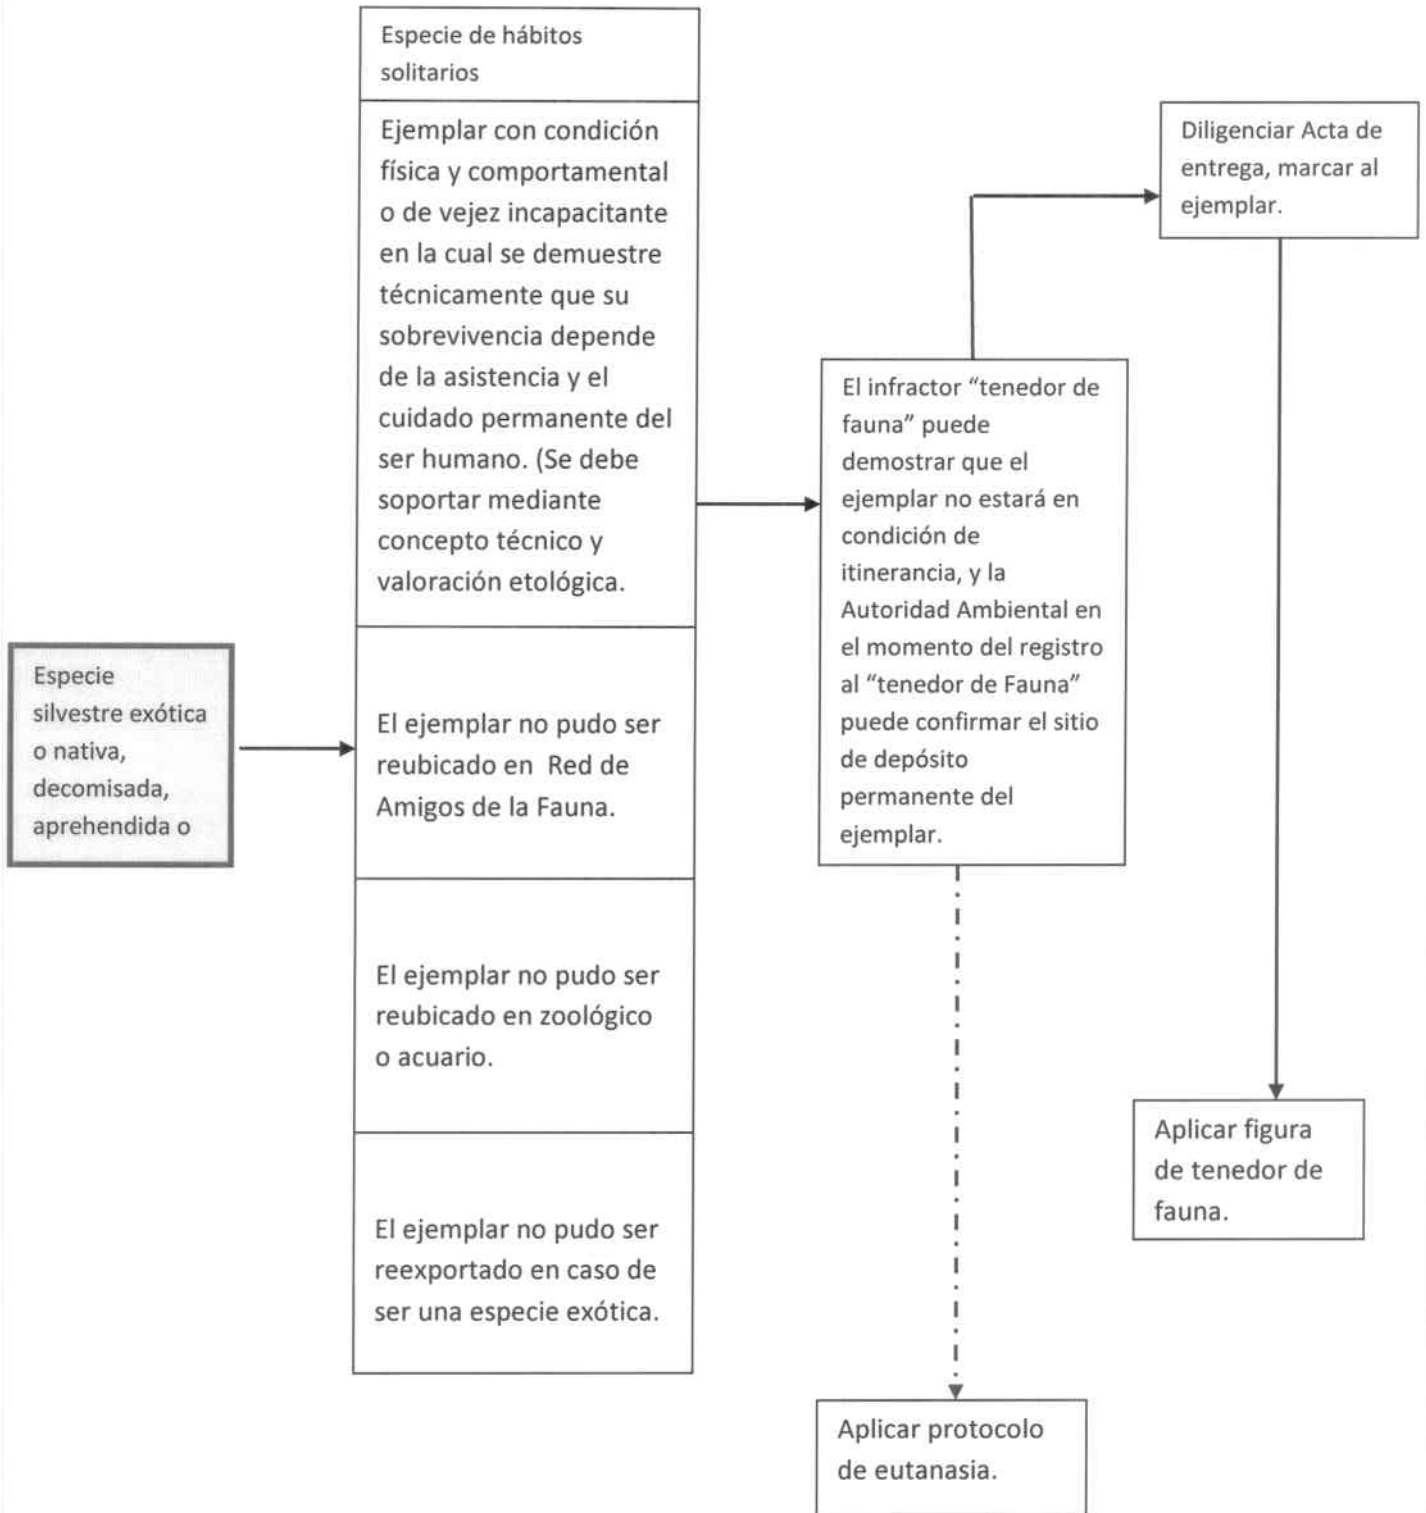 Especie de hábitos
solitarios
Ejemplar con condición
física y comportamental
o de vejez incapacitante
en la cual se demuestre
técnicamente que su
sobrevivencia depende
de la asistencia y el
cuidado permanente del
ser humano. (Se debe
soportar mediante
concepto técnico y
valoración etológica.
El ejemplar no pudo ser
reubicado en Red de
Amigos de la Fauna.
El ejemplar no pudo ser
reubicado en zoológico
o acuario.
El ejemplar no pudo ser
reexportado en caso de
ser una especie exótica.
Especie
silvestre exótica
o nativa,
decomisada,
aprehendida o
El infractor “tenedor de
fauna” puede
demostrar que el
ejemplar no estará en
condición de
itinerancia, y la
Autoridad Ambiental en
el momento del registro
al “tenedor de Fauna”
puede confirmar el sitio
de depósito
permanente del
ejemplar.
Diligenciar Acta de
entrega, marcar al
ejemplar.
Aplicar figura
de tenedor de
fauna.
Aplicar protocolo
de eutanasia.